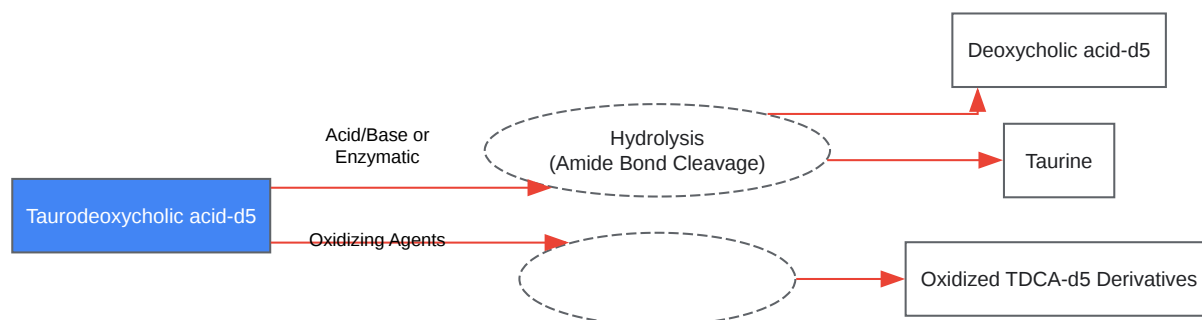 Deoxycholic acid-d5
Acid/Base or
Enzymatic
Hydrolysis
(Amide Bond Cleavage)
Taurine
Taurodeoxycholic acid-d5
Oxidizing Agents
Oxidized TDCA-d5 Derivatives